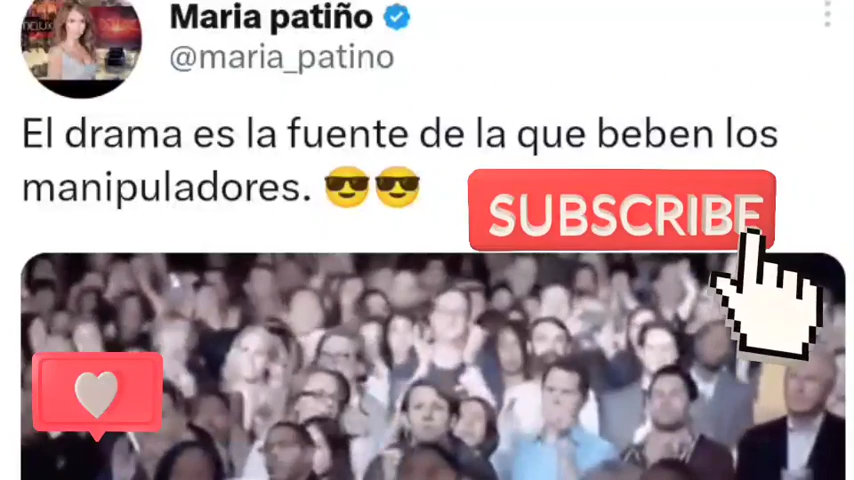 Maria patiño
@maria_patino
El drama es la fuente de la que beben los
manipuladores. 😎😎
SUBSCRIBE